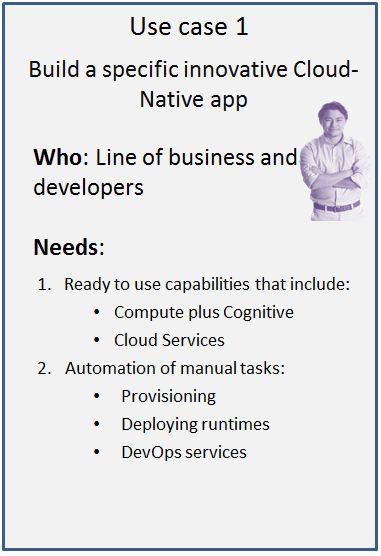 Use case 1
Build a specific innovative Cloud-
Native app
Who: Line of business and
developers
Needs:
1. Ready to use capabilities that include:
• Compute plus Cognitive
• Cloud Services
2. Automation of manual tasks:
• Provisioning
• Deploying runtimes
• DevOps services